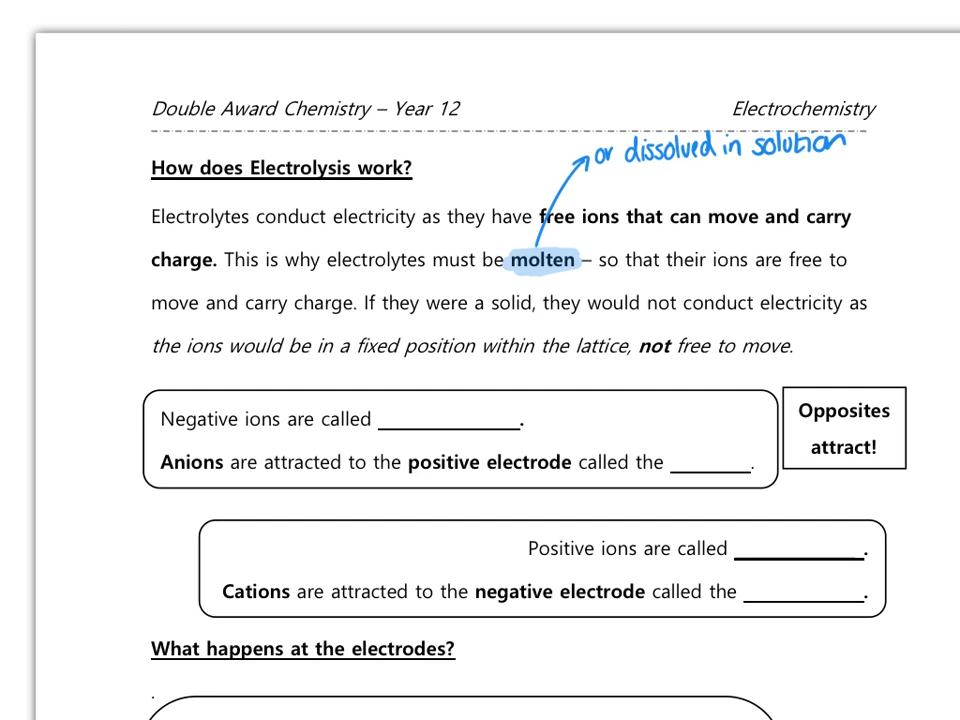 Double Award Chemistry – Year 12 Electrochemistry
or dissolved in solution
How does Electrolysis work?
Electrolytes conduct electricity as they have free ions that can move and carry
charge. This is why electrolytes must be molten – so that their ions are free to
move and carry charge. If they were a solid, they would not conduct electricity as
the ions would be in a fixed position within the lattice, not free to move.
Negative ions are called _____________.
Anions are attracted to the positive electrode called the ________.
Opposites
attract!
Positive ions are called ____________.
Cations are attracted to the negative electrode called the ___________.
What happens at the electrodes?
.